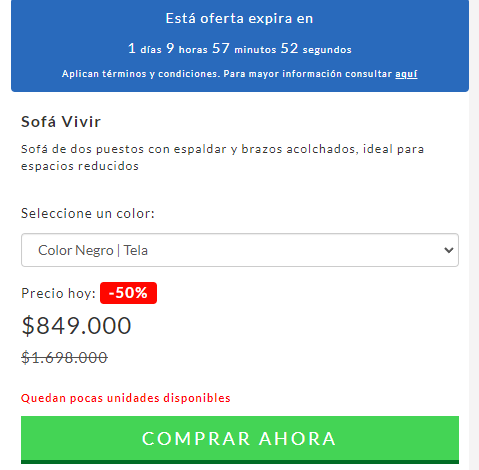 Está oferta expira en
1 días 9 horas 57 minutos 52 segundos
Aplican términos y condiciones. Para mayor información consultar aquí
Sofá Vivir
Sofá de dos puestos con espaldar y brazos acolchados, ideal para
espacios reducidos
Seleccione un color:
Color Negro | Tela
Precio hoy: -50%
$849.000
$1.698.000
Quedan pocas unidades disponibles
COMPRAR AHORA